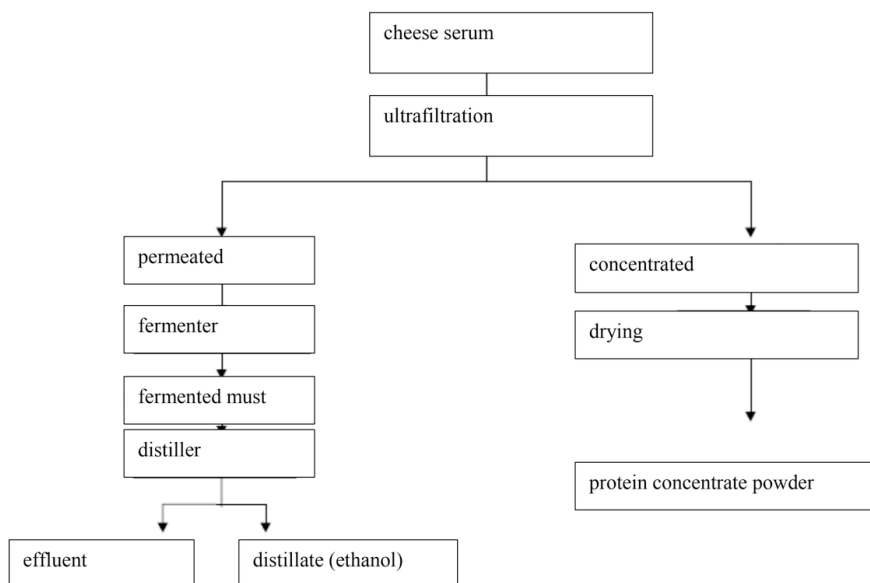 cheese serum
ultrafiltration
permeated
concentrated
fermenter
drying
fermented must
distiller
protein concentrate powder
effluent
distillate (ethanol)